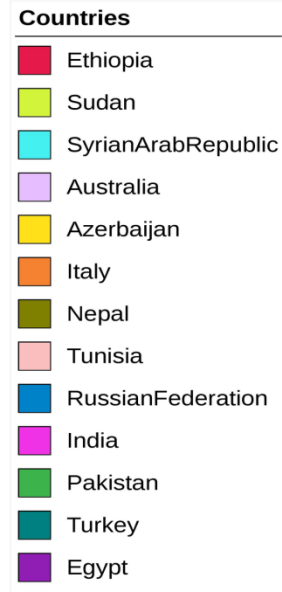 Countries
Ethiopia
Sudan
SyrianArabRepublic
Australia
Azerbaijan
Italy
Nepal
Tunisia
RussianFederation
India
Pakistan
Turkey
Egypt